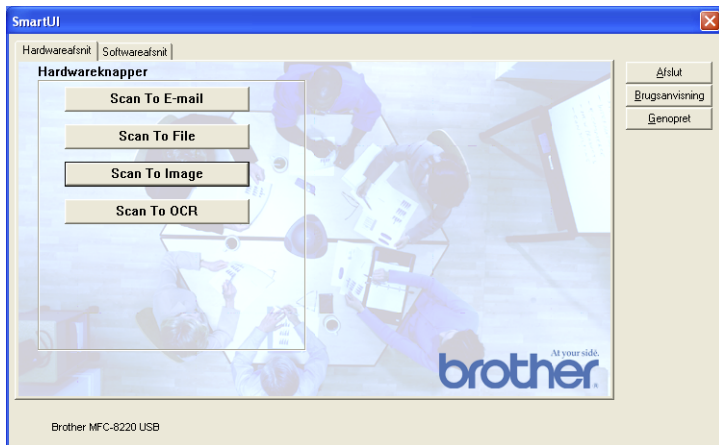 SmartUI
Hardwareafsnit
Softwareafsnit
Hardwareknapper
Scan To E-mail
Scan To File
Scan To Image
Scan To OCR
Afslut
Brugsanvisning
Genopret
At your side.
brother
Brother MFC-8220 USB